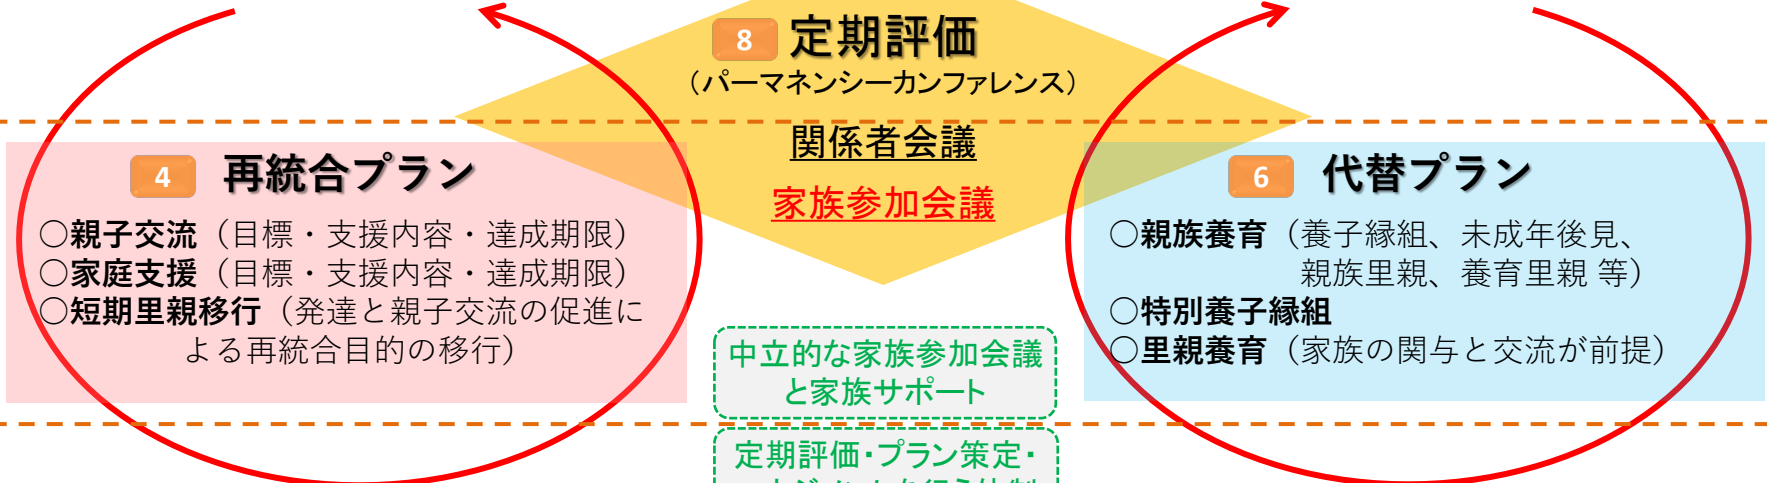 8 定期評価
（パーマネンシーカンファレンス）
関係者会議
家族参加会議
4 再統合プラン
○親子交流（目標・支援内容・達成期限）
○家庭支援（目標・支援内容・達成期限）
○短期里親移行（発達と親子交流の促進に
よる再統合目的の移行）
6 代替プラン
○親族養育（養子縁組、未成年後見、
親族里親、養育里親 等）
○特別養子縁組
○里親養育（家族の関与と交流が前提）
中立的な家族参加会議
と家族サポート
定期評価・プラン策定・